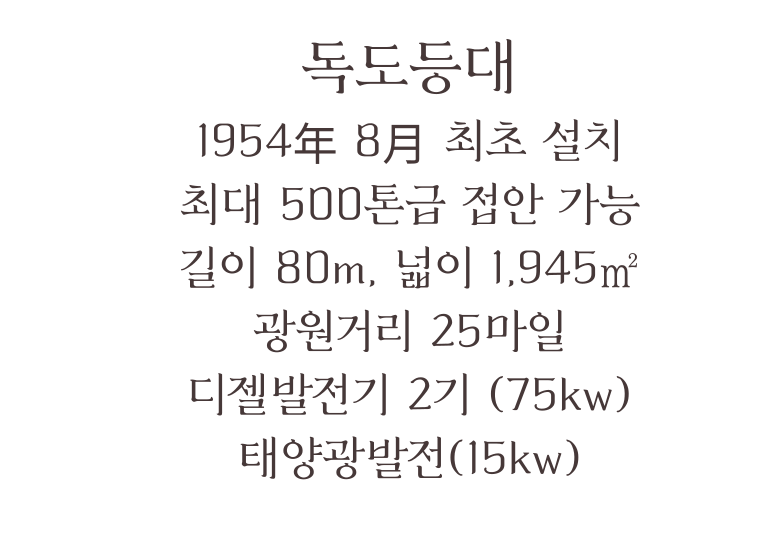 독도등대
1954年 8月 최초 설치
최대 500톤급 접안 가능
길이 80m, 넓이 1,945㎡
광원거리 25마일
디젤발전기 2기 (75kw)
태양광발전(15kw)